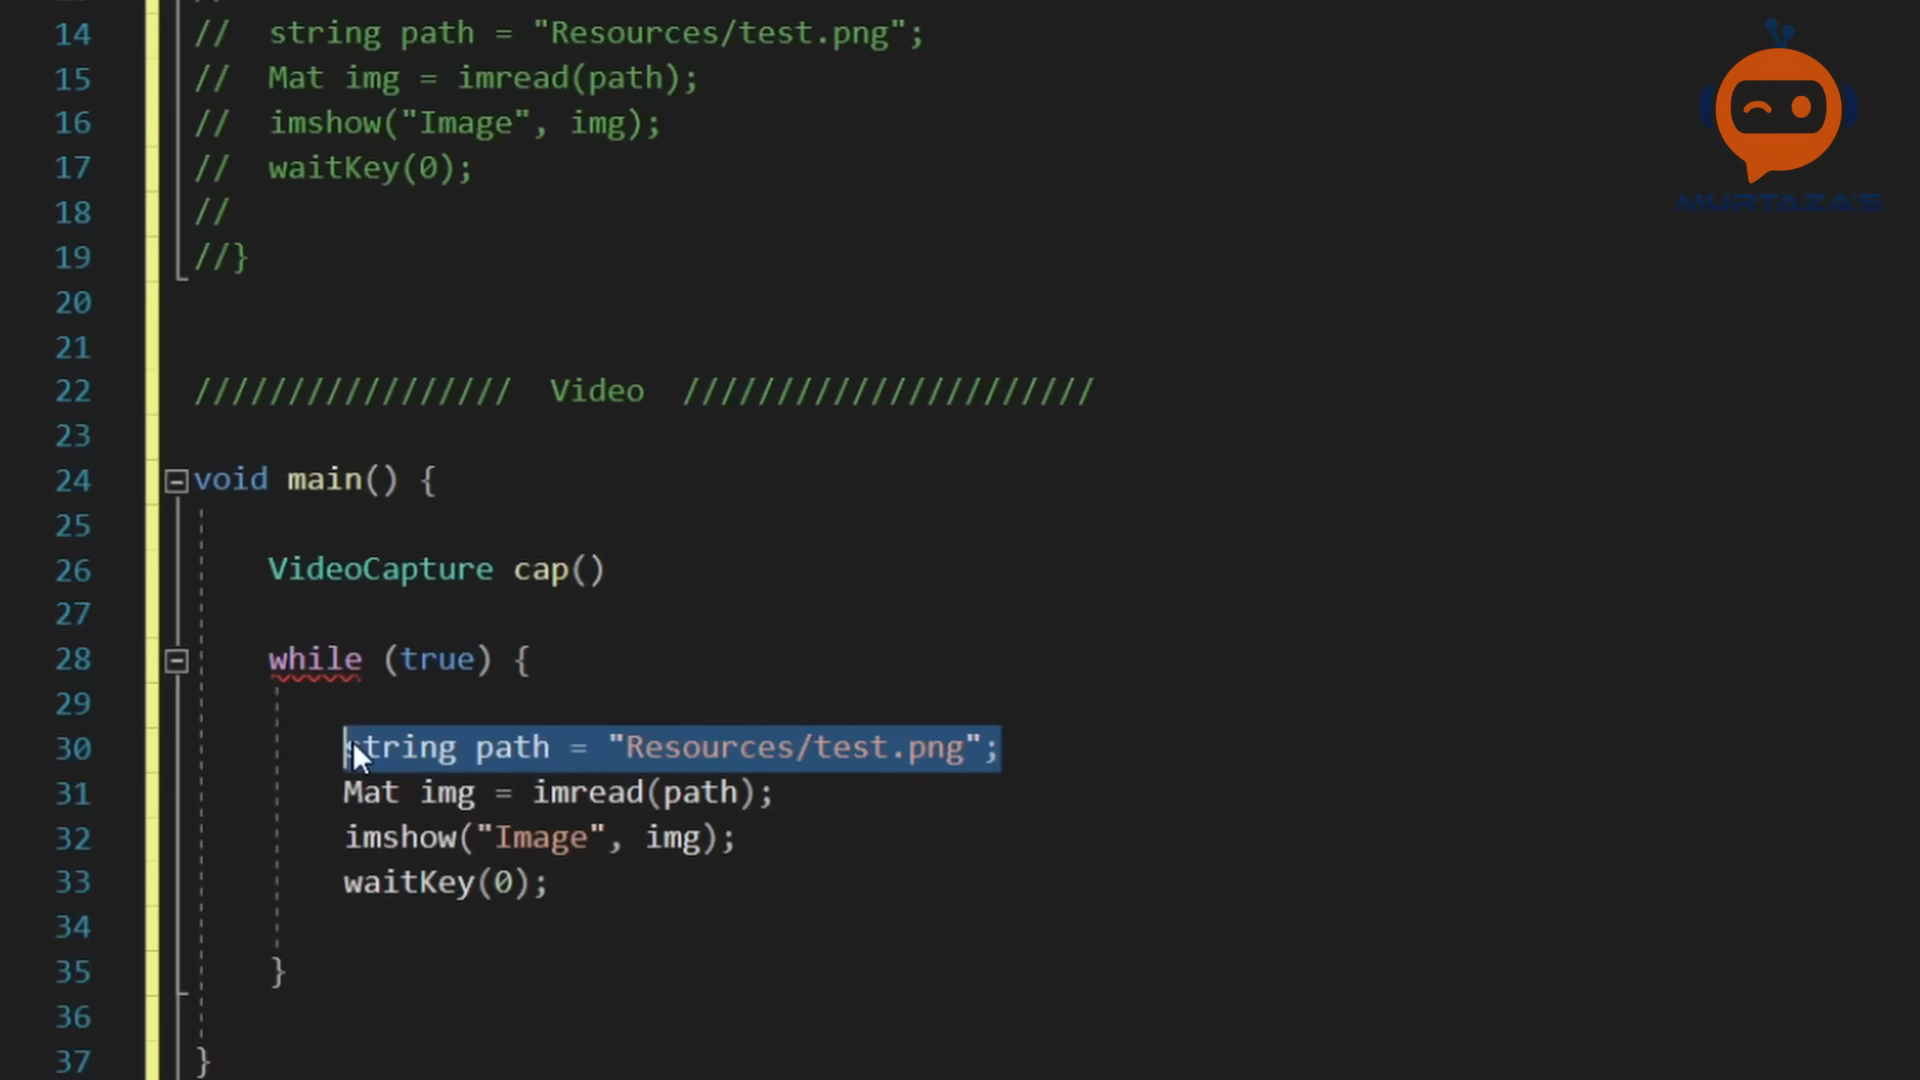 14 // string path = "Resources/test.png";
15 // Mat img = imread(path);
16 // imshow("Image", img);
17 // waitKey(0);
18 //
19 //}
20
21
22 ///////////////// Video //////////////////////
23
24 void main() {
25
26 VideoCapture cap()
27
28 while (true) {
29
30 string path = "Resources/test.png";
31 Mat img = imread(path);
32 imshow("Image", img);
33 waitKey(0);
34
35 }
36
37 }
MURTAZA'S